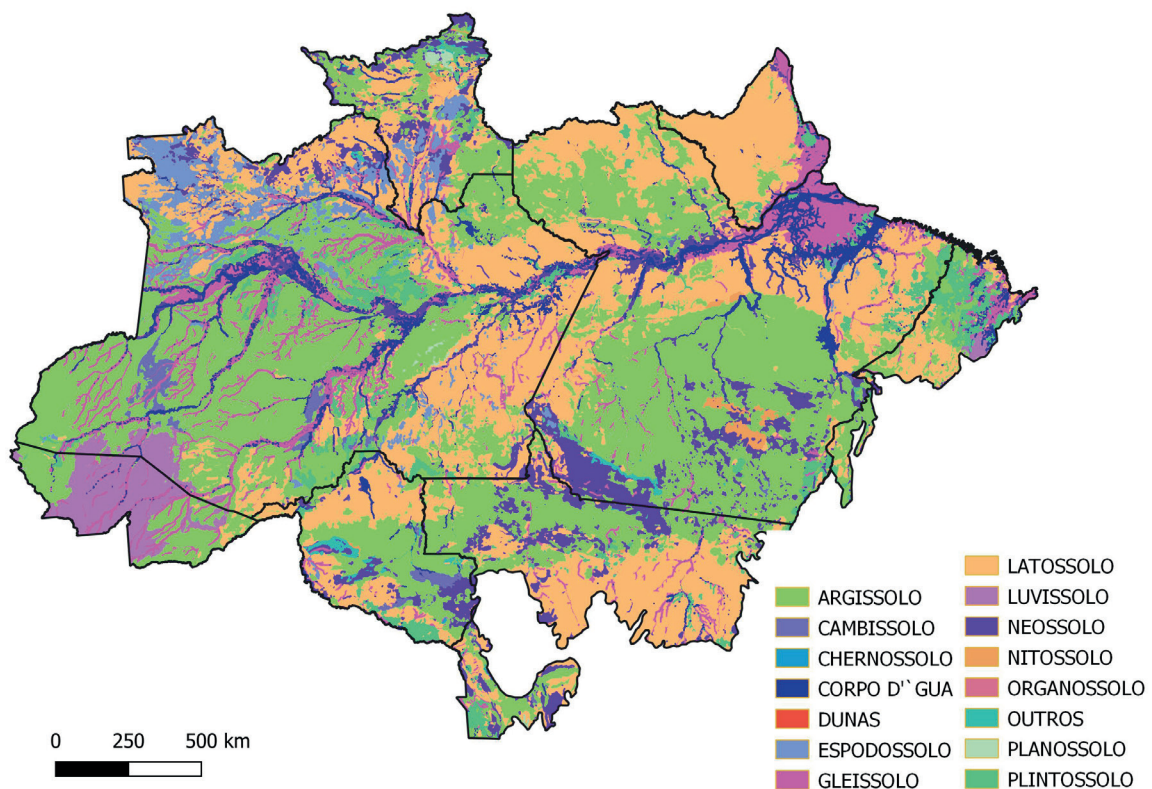 LATOSSOLO
ARGISSOLO
LUVISSOLO
CAMBISSOLO
NEOSSOLO
CHERNOSSOLO
NITOSSOLO
CORPO D'`GUA
ORGANOSSOLO
DUNAS
OUTROS
ESPODOSSOLO
PLANOSSOLO
GLEISSOLO
PLINTOSSOLO
0 250 500 km